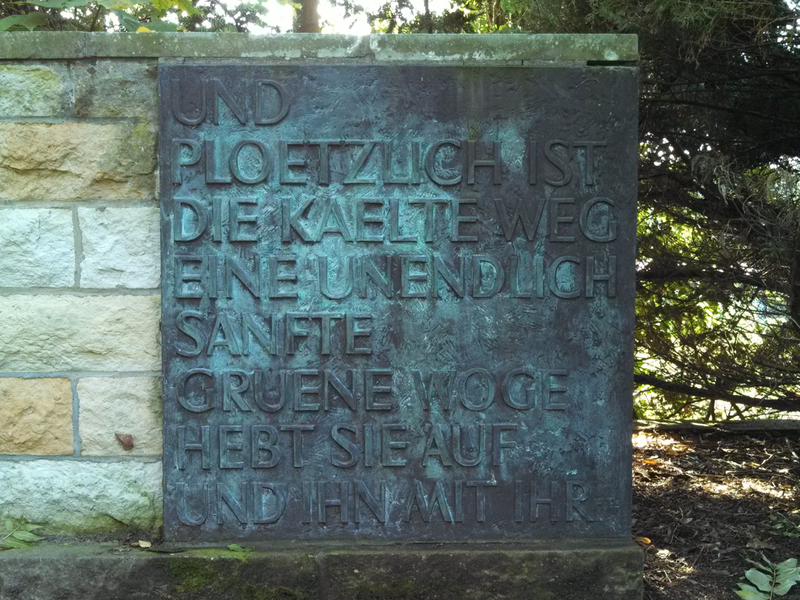 UND
PLOETZLICH IST
DIE KAELTE WEG
EINE UNENDLICH
SANFTE
GRUENE WOGE
HEBT SIE AUF
UND IHN MIT IHR